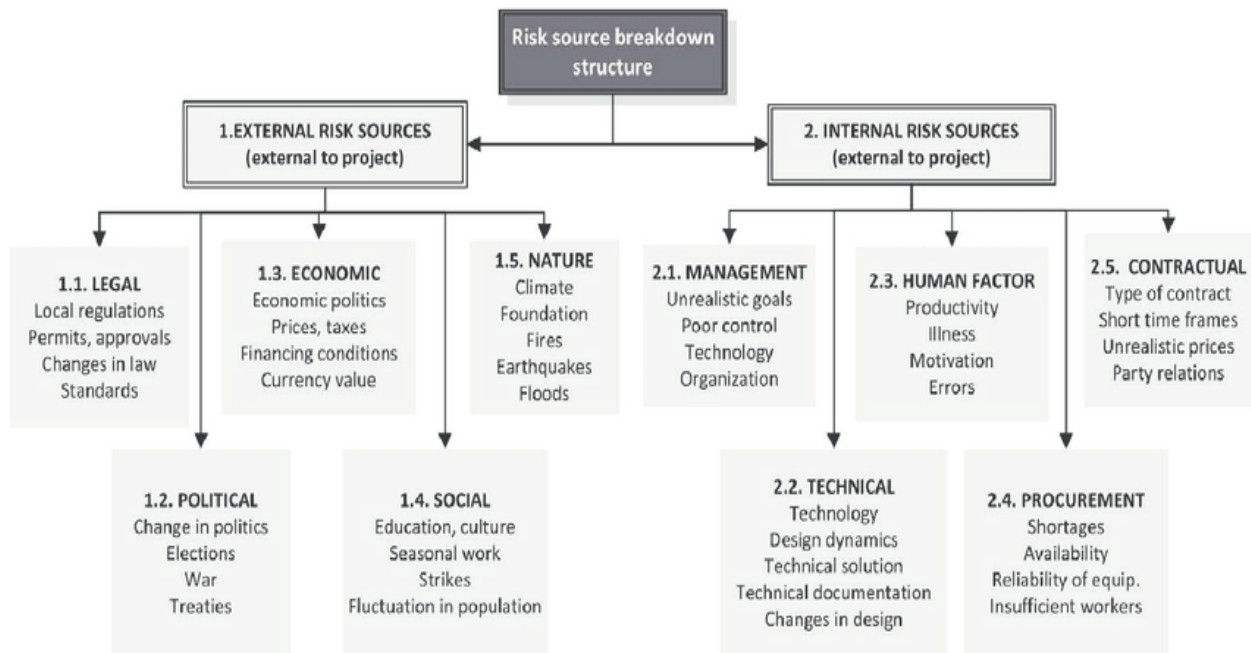 Risk source breakdown
structure
1.EXTERNAL RISK SOURCES
(external to project)
2. INTERNAL RISK SOURCES
(external to project)
1.1. LEGAL
Local regulations
Permits, approvals
Changes in law
Standards
1.2. POLITICAL
Change in politics
Elections
War
Treaties
1.3. ECONOMIC
Economic politics
Prices, taxes
Financing conditions
Currency value
1.4. SOCIAL
Education, culture
Seasonal work
Strikes
Fluctuation in population
1.5. NATURE
Climate
Foundation
Fires
Earthquakes
Floods
2.1. MANAGEMENT
Unrealistic goals
Poor control
Technology
Organization
2.2. TECHNICAL
Technology
Design dynamics
Technical solution
Technical documentation
Changes in design
2.3. HUMAN FACTOR
Productivity
Illness
Motivation
Errors
2.4. PROCUREMENT
Shortages
Availability
Reliability of equip.
Insufficient workers
2.5. CONTRACTUAL
Type of contract
Short time frames
Unrealistic prices
Party relations